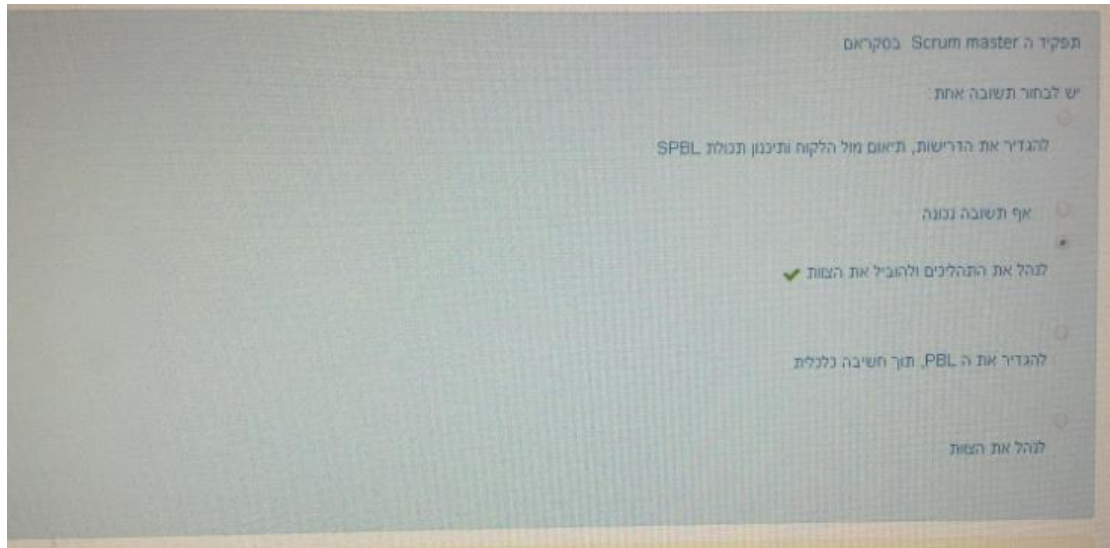 תפקיד ה Scrum master בסקראם
יש לבחור תשובה אחת:
להגדיר את הדרישות, תיאום מול הלקוח ותיכנון תכולת SPBL
אף תשובה נכונה
לנהל את התהליכים ולהוביל את הצוות
להגדיר את ה PBL, תוך חשיבה כלכלית
לנהל את הצוות